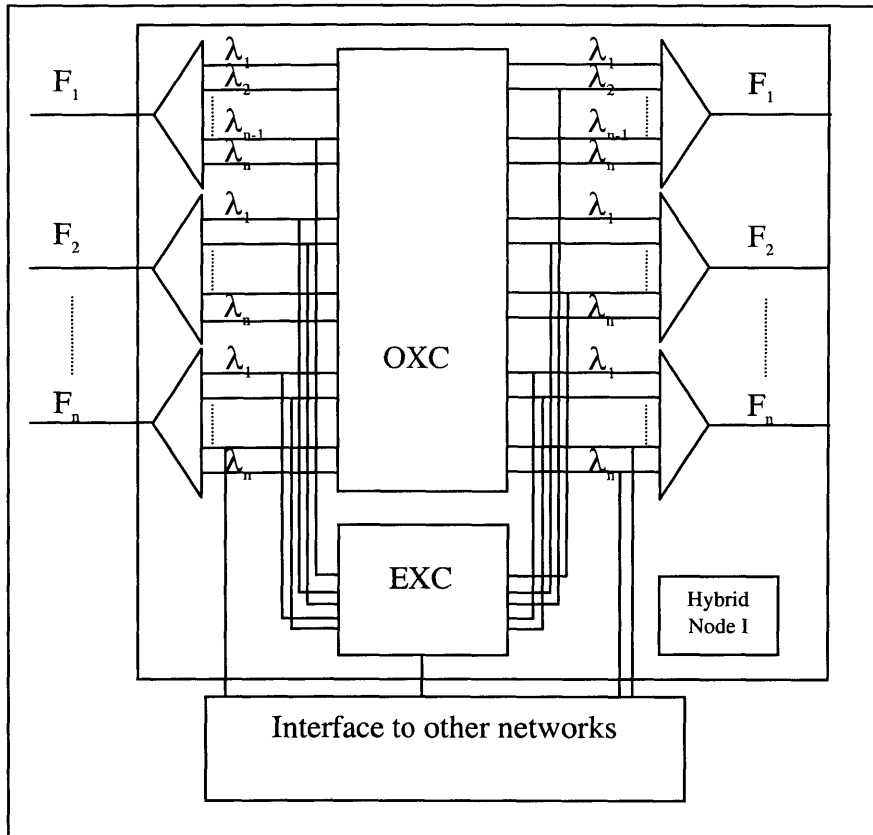 F₁
λ₁
λ₂
λₙ₋₁
λₙ
F₂
λ₁
λₙ
Fₙ
λ₁
λₙ
OXC
EXC
λ₁
λ₂
λₙ₋₁
λₙ
F₁
λ₁
λₙ
F₂
λ₁
λₙ
Fₙ
Hybrid
Node I
Interface to other networks